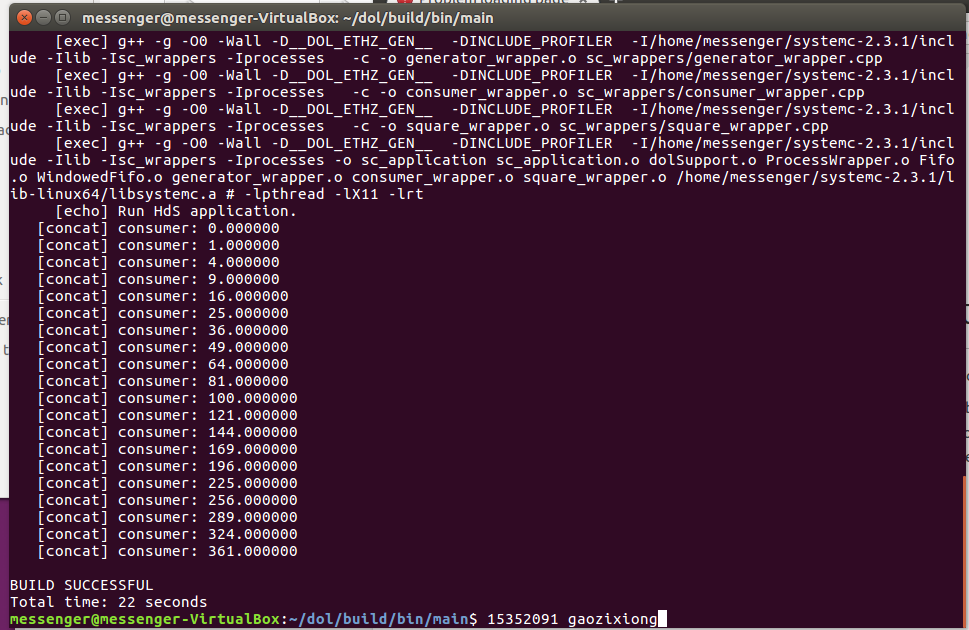 messenger@messenger-VirtualBox: ~/dol/build/bin/main
     [exec] g++ -g -O0 -Wall -D__DOL_ETHZ_GEN__  -DINCLUDE_PROFILER  -I/home/messenger/systemc-2.3.1/incl
ude -Ilib -Isc_wrappers -Iprocesses   -c -o generator_wrapper.o sc_wrappers/generator_wrapper.cpp
     [exec] g++ -g -O0 -Wall -D__DOL_ETHZ_GEN__  -DINCLUDE_PROFILER  -I/home/messenger/systemc-2.3.1/incl
ude -Ilib -Isc_wrappers -Iprocesses   -c -o consumer_wrapper.o sc_wrappers/consumer_wrapper.cpp
     [exec] g++ -g -O0 -Wall -D__DOL_ETHZ_GEN__  -DINCLUDE_PROFILER  -I/home/messenger/systemc-2.3.1/incl
ude -Ilib -Isc_wrappers -Iprocesses   -c -o square_wrapper.o sc_wrappers/square_wrapper.cpp
     [exec] g++ -g -O0 -Wall -D__DOL_ETHZ_GEN__  -DINCLUDE_PROFILER  -I/home/messenger/systemc-2.3.1/incl
ude -Ilib -Isc_wrappers -Iprocesses -o sc_application sc_application.o dolSupport.o ProcessWrapper.o Fifo
.o WindowedFifo.o generator_wrapper.o consumer_wrapper.o square_wrapper.o /home/messenger/systemc-2.3.1/l
ib-linux64/libsystemc.a # -lpthread -lX11 -lrt
     [echo] Run HdS application.
   [concat] consumer: 0.000000
   [concat] consumer: 1.000000
   [concat] consumer: 4.000000
   [concat] consumer: 9.000000
   [concat] consumer: 16.000000
   [concat] consumer: 25.000000
   [concat] consumer: 36.000000
   [concat] consumer: 49.000000
   [concat] consumer: 64.000000
   [concat] consumer: 81.000000
   [concat] consumer: 100.000000
   [concat] consumer: 121.000000
   [concat] consumer: 144.000000
   [concat] consumer: 169.000000
   [concat] consumer: 196.000000
   [concat] consumer: 225.000000
   [concat] consumer: 256.000000
   [concat] consumer: 289.000000
   [concat] consumer: 324.000000
   [concat] consumer: 361.000000
BUILD SUCCESSFUL
Total time: 22 seconds
messenger@messenger-VirtualBox:~/dol/build/bin/main$ 15352091 gaozixiong